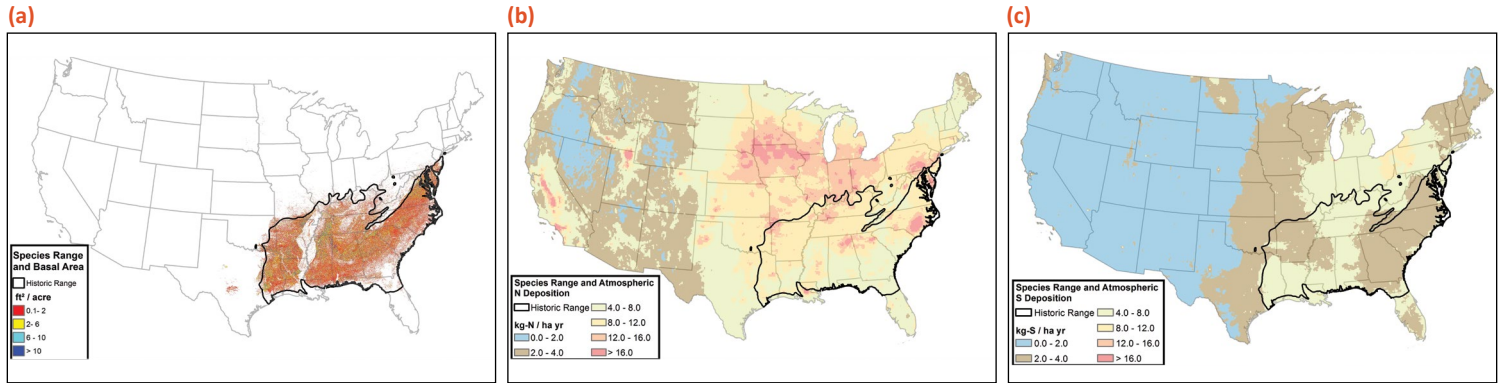 (a)
Species Range
and Basal Area
Historic Range
ft² / acre
0.1- 2
2- 6
6 - 10
> 10
(b)
Species Range and Atmospheric
N Deposition
Historic Range
kg-N / ha yr
0.0 - 2.0
2.0 - 4.0
4.0 - 8.0
8.0 - 12.0
12.0 - 16.0
> 16.0
(c)
Species Range and Atmospheric
S Deposition
Historic Range
kg-S / ha yr
0.0 - 2.0
2.0 - 4.0
4.0 - 8.0
8.0 - 12.0
12.0 - 16.0
> 16.0